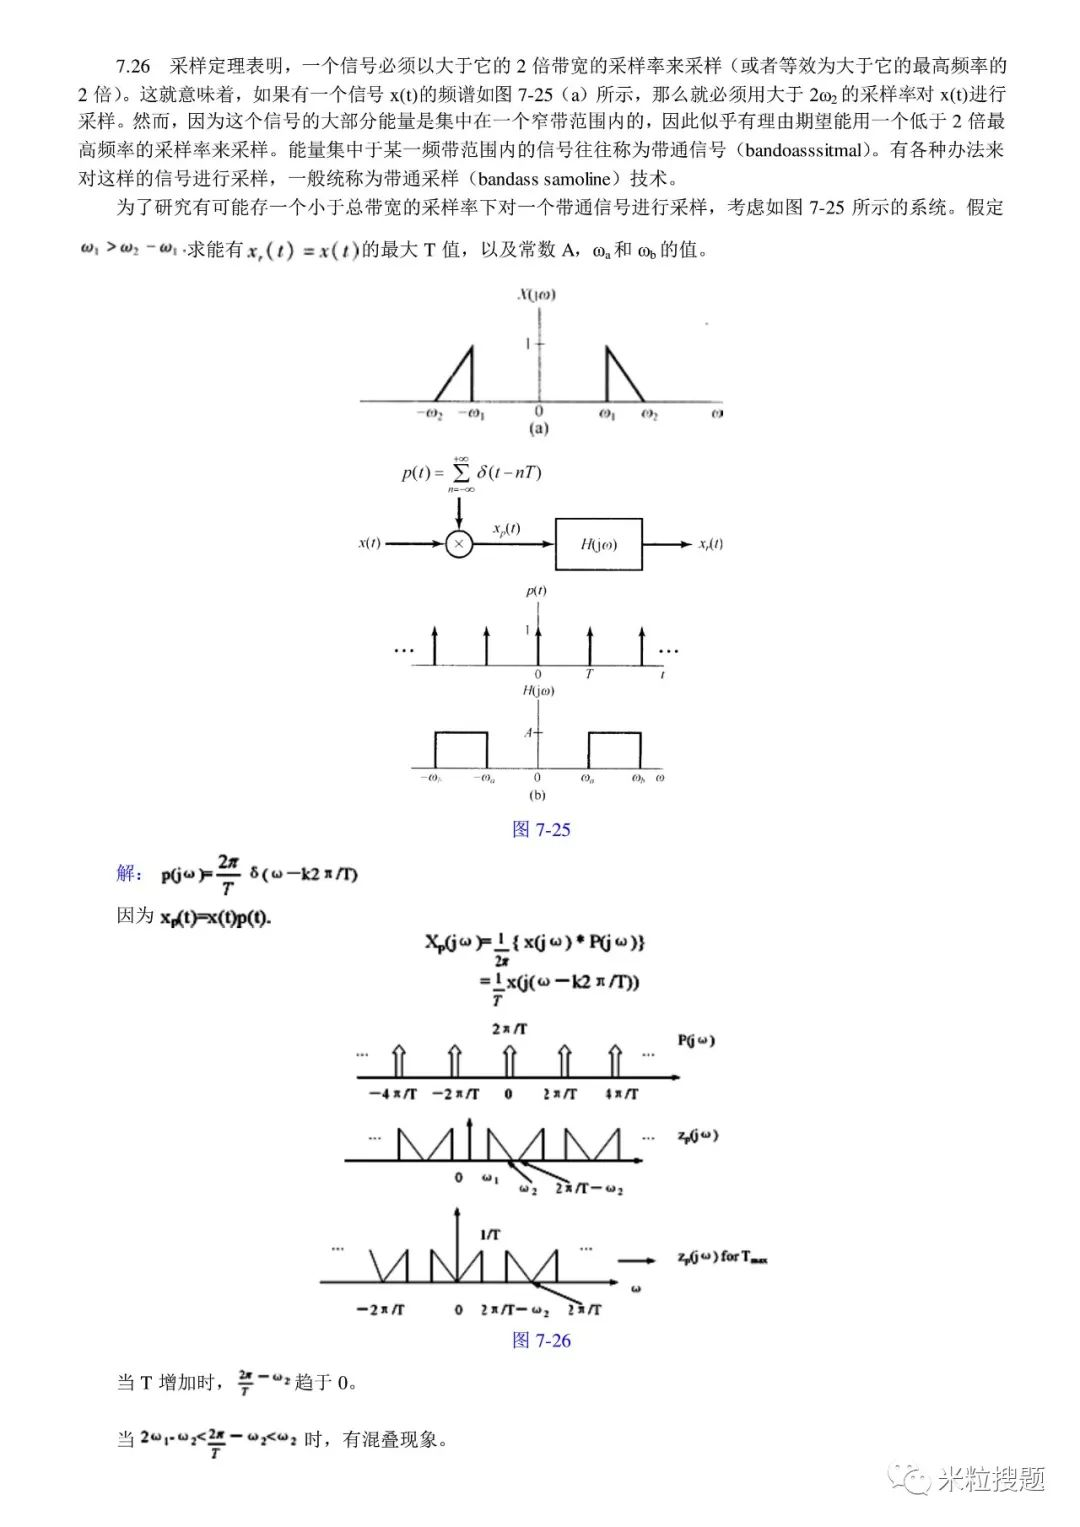 7.26 采样定理表明，一个信号必须以大于它的 2 倍带宽的采样率来采样（或者等效为大于它的最高频率的
2 倍）。这就意味着，如果有一个信号 x(t)的频谱如图 7-25（a）所示，那么就必须用大于 2ω₂ 的采样率对 x(t)进行
采样。然而，因为这个信号的大部分能量是集中在一个窄带范围内的，因此似乎有理由期望能用一个低于 2 倍最
高频率的采样率来采样。能量集中于某一频带范围内的信号往往称为带通信号（bandoasssitmal）。有各种办法来
对这样的信号进行采样，一般统称为带通采样（bandass samoline）技术。
为了研究有可能存一个小于总带宽的采样率下对一个带通信号进行采样，考虑如图 7-25 所示的系统。假定
ω₁ > ω₂ − ω₁ .求能有 xᵣ(t) = x(t)的最大 T 值，以及常数 A，ωₐ 和 ω_b 的值。
X(jω)
1
−ω₂ −ω₁ 0 ω₁ ω₂ ω
(a)
p(t) = Σ_{n=−∞}^{+∞} δ(t − nT)
x(t) × x_p(t) H(jω) xᵣ(t)
p(t)
1
... ...
0 T t
H(jω)
A
−ω_b −ωₐ 0 ωₐ ω_b ω
(b)
图 7-25
解： p(jω)= 2π/T δ(ω−k2π/T)
因为 x_p(t)=x(t)p(t).
X_p(jω)= 1/2π { x(jω) * P(jω)}
= 1/T x(j(ω−k2π/T))
2π/T
... ... P(jω)
−4π/T −2π/T 0 2π/T 4π/T
... ... z_p(jω)
0 ω₁ ω₂ 2π/T−ω₂
1/T
... ... z_p(jω) for T_max
ω
−2π/T 0 2π/T−ω₂ 2π/T
图 7-26
当 T 增加时， 2π/T −ω₂ 趋于 0。
当 2ω₁-ω₂< 2π/T −ω₂<ω₂ 时，有混叠现象。
米粒搜题